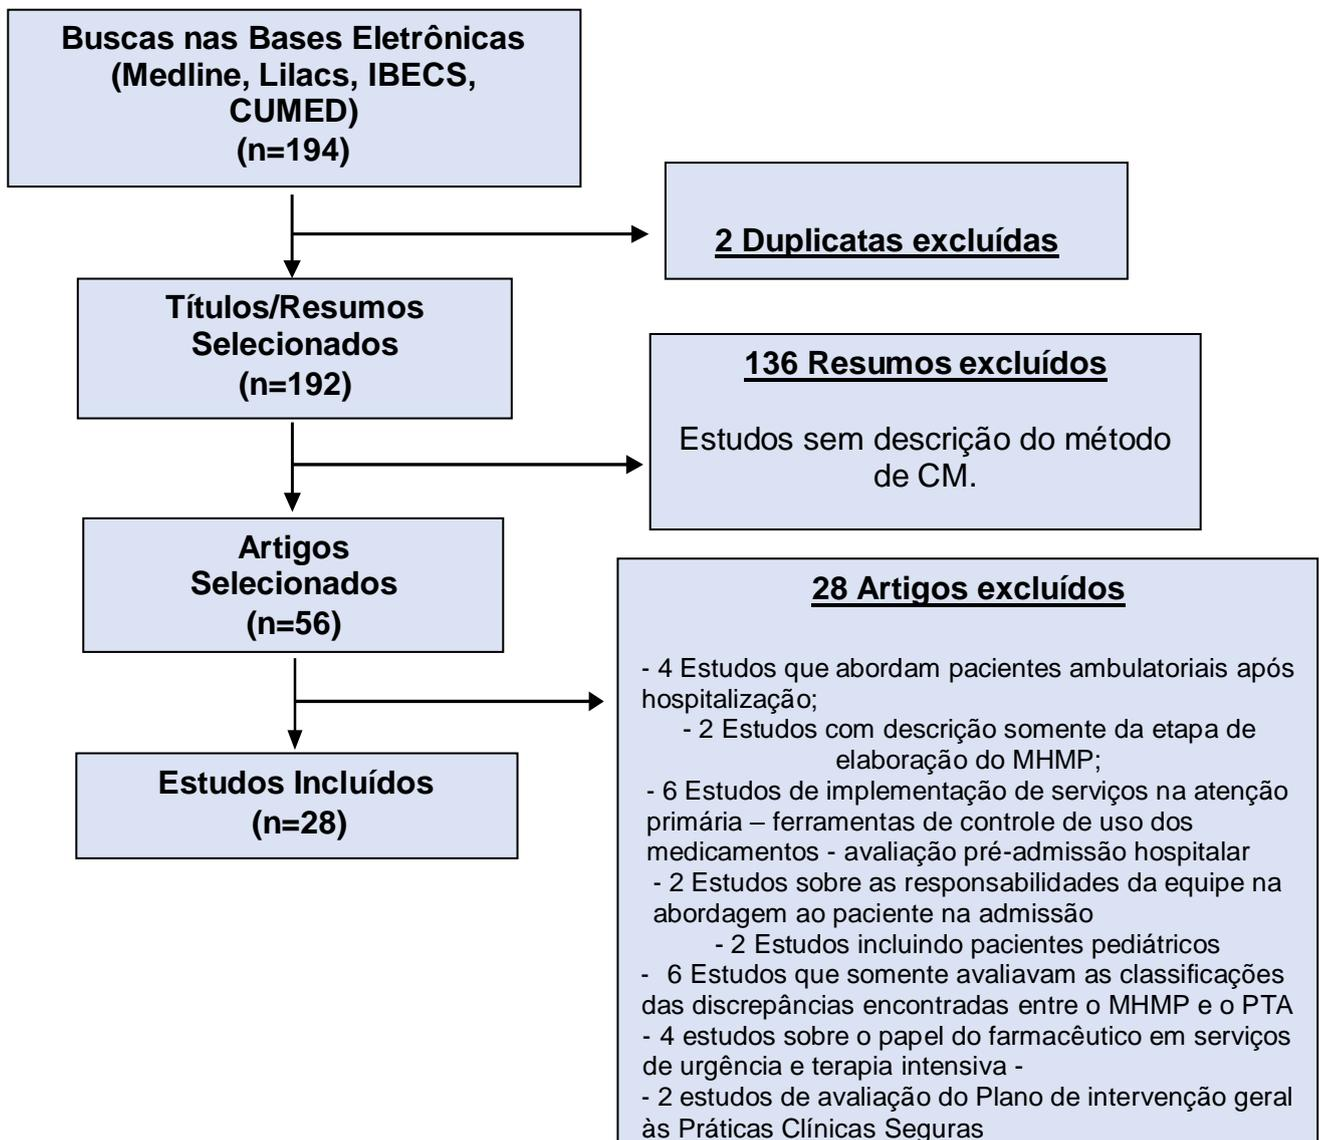 Buscas nas Bases Eletrônicas
(Medline, Lilacs, IBECS,
CUMED)
(n=194)
2 Duplicatas excluídas
Títulos/Resumos
Selecionados
(n=192)
136 Resumos excluídos
Estudos sem descrição do método
de CM.
Artigos
Selecionados
(n=56)
28 Artigos excluídos
- 4 Estudos que abordam pacientes ambulatoriais após
hospitalização;
- 2 Estudos com descrição somente da etapa de
elaboração do MHMP;
- 6 Estudos de implementação de serviços na atenção
primária – ferramentas de controle de uso dos
medicamentos - avaliação pré-admissão hospitalar
- 2 Estudos sobre as responsabilidades da equipe na
abordagem ao paciente na admissão
- 2 Estudos incluindo pacientes pediátricos
- 6 Estudos que somente avaliavam as classificações
das discrepâncias encontradas entre o MHMP e o PTA
- 4 estudos sobre o papel do farmacêutico em serviços
de urgência e terapia intensiva -
- 2 estudos de avaliação do Plano de intervenção geral
às Práticas Clínicas Seguras
Estudos Incluídos
(n=28)